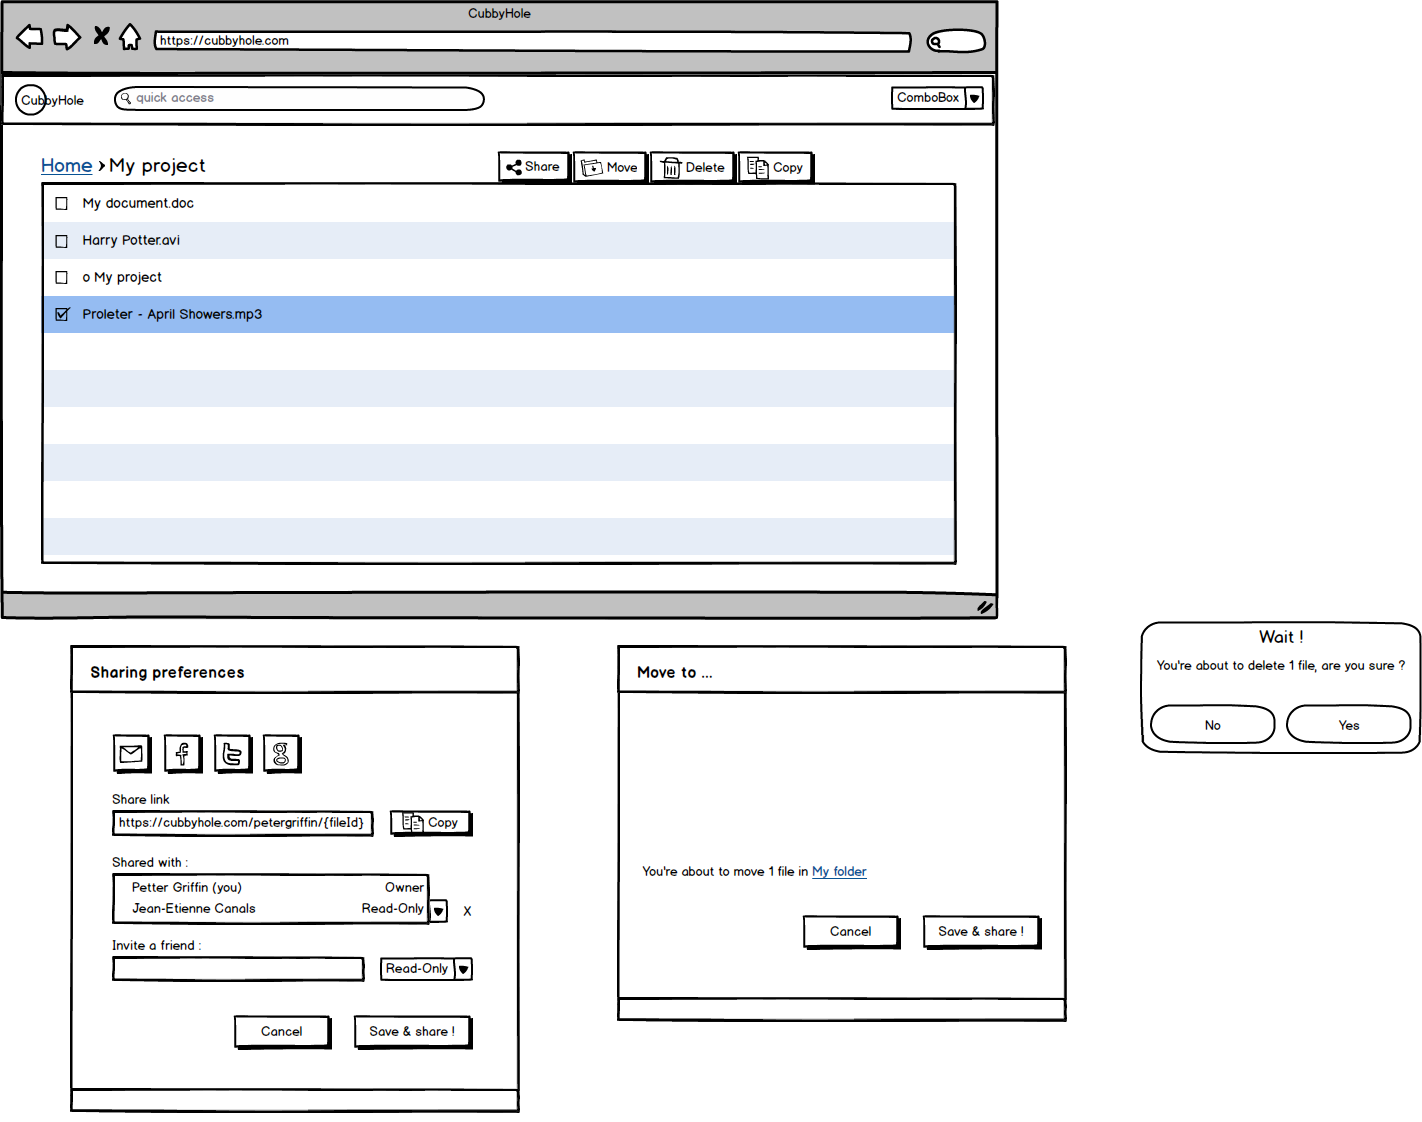 CubbyHole
https://cubbyhole.com
CubbyHole
quick access
ComboBox
Home > My project
Share
Move
Delete
Copy
My document.doc
Harry Potter.avi
o My project
Proleter - April Showers.mp3
Sharing preferences
Share link
https://cubbyhole.com/petergriffin/{fileId}
Copy
Shared with :
Petter Griffin (you) Owner
Jean-Etienne Canals Read-Only X
Invite a friend :
Read-Only
Cancel
Save & share !
Move to ...
You're about to move 1 file in My folder
Cancel
Save & share !
Wait !
You're about to delete 1 file, are you sure ?
No
Yes